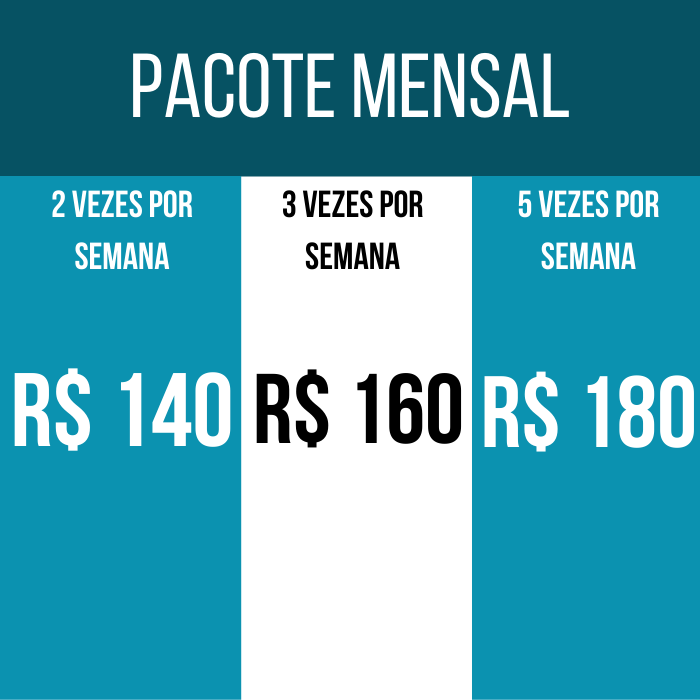 PACOTE MENSAL
2 VEZES POR
SEMANA
R$ 140
3 VEZES POR
SEMANA
R$ 160
5 VEZES POR
SEMANA
R$ 180